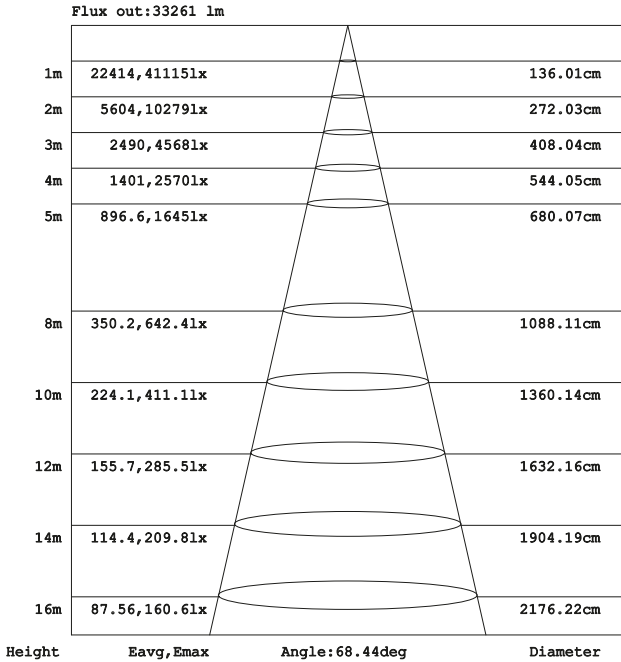 Flux out:33261 lm
1m 22414,41115lx 136.01cm
2m 5604,10279lx 272.03cm
3m 2490,4568lx 408.04cm
4m 1401,2570lx 544.05cm
5m 896.6,1645lx 680.07cm
8m 350.2,642.4lx 1088.11cm
10m 224.1,411.1lx 1360.14cm
12m 155.7,285.5lx 1632.16cm
14m 114.4,209.8lx 1904.19cm
16m 87.56,160.6lx 2176.22cm
Height Eavg,Emax Angle:68.44deg Diameter